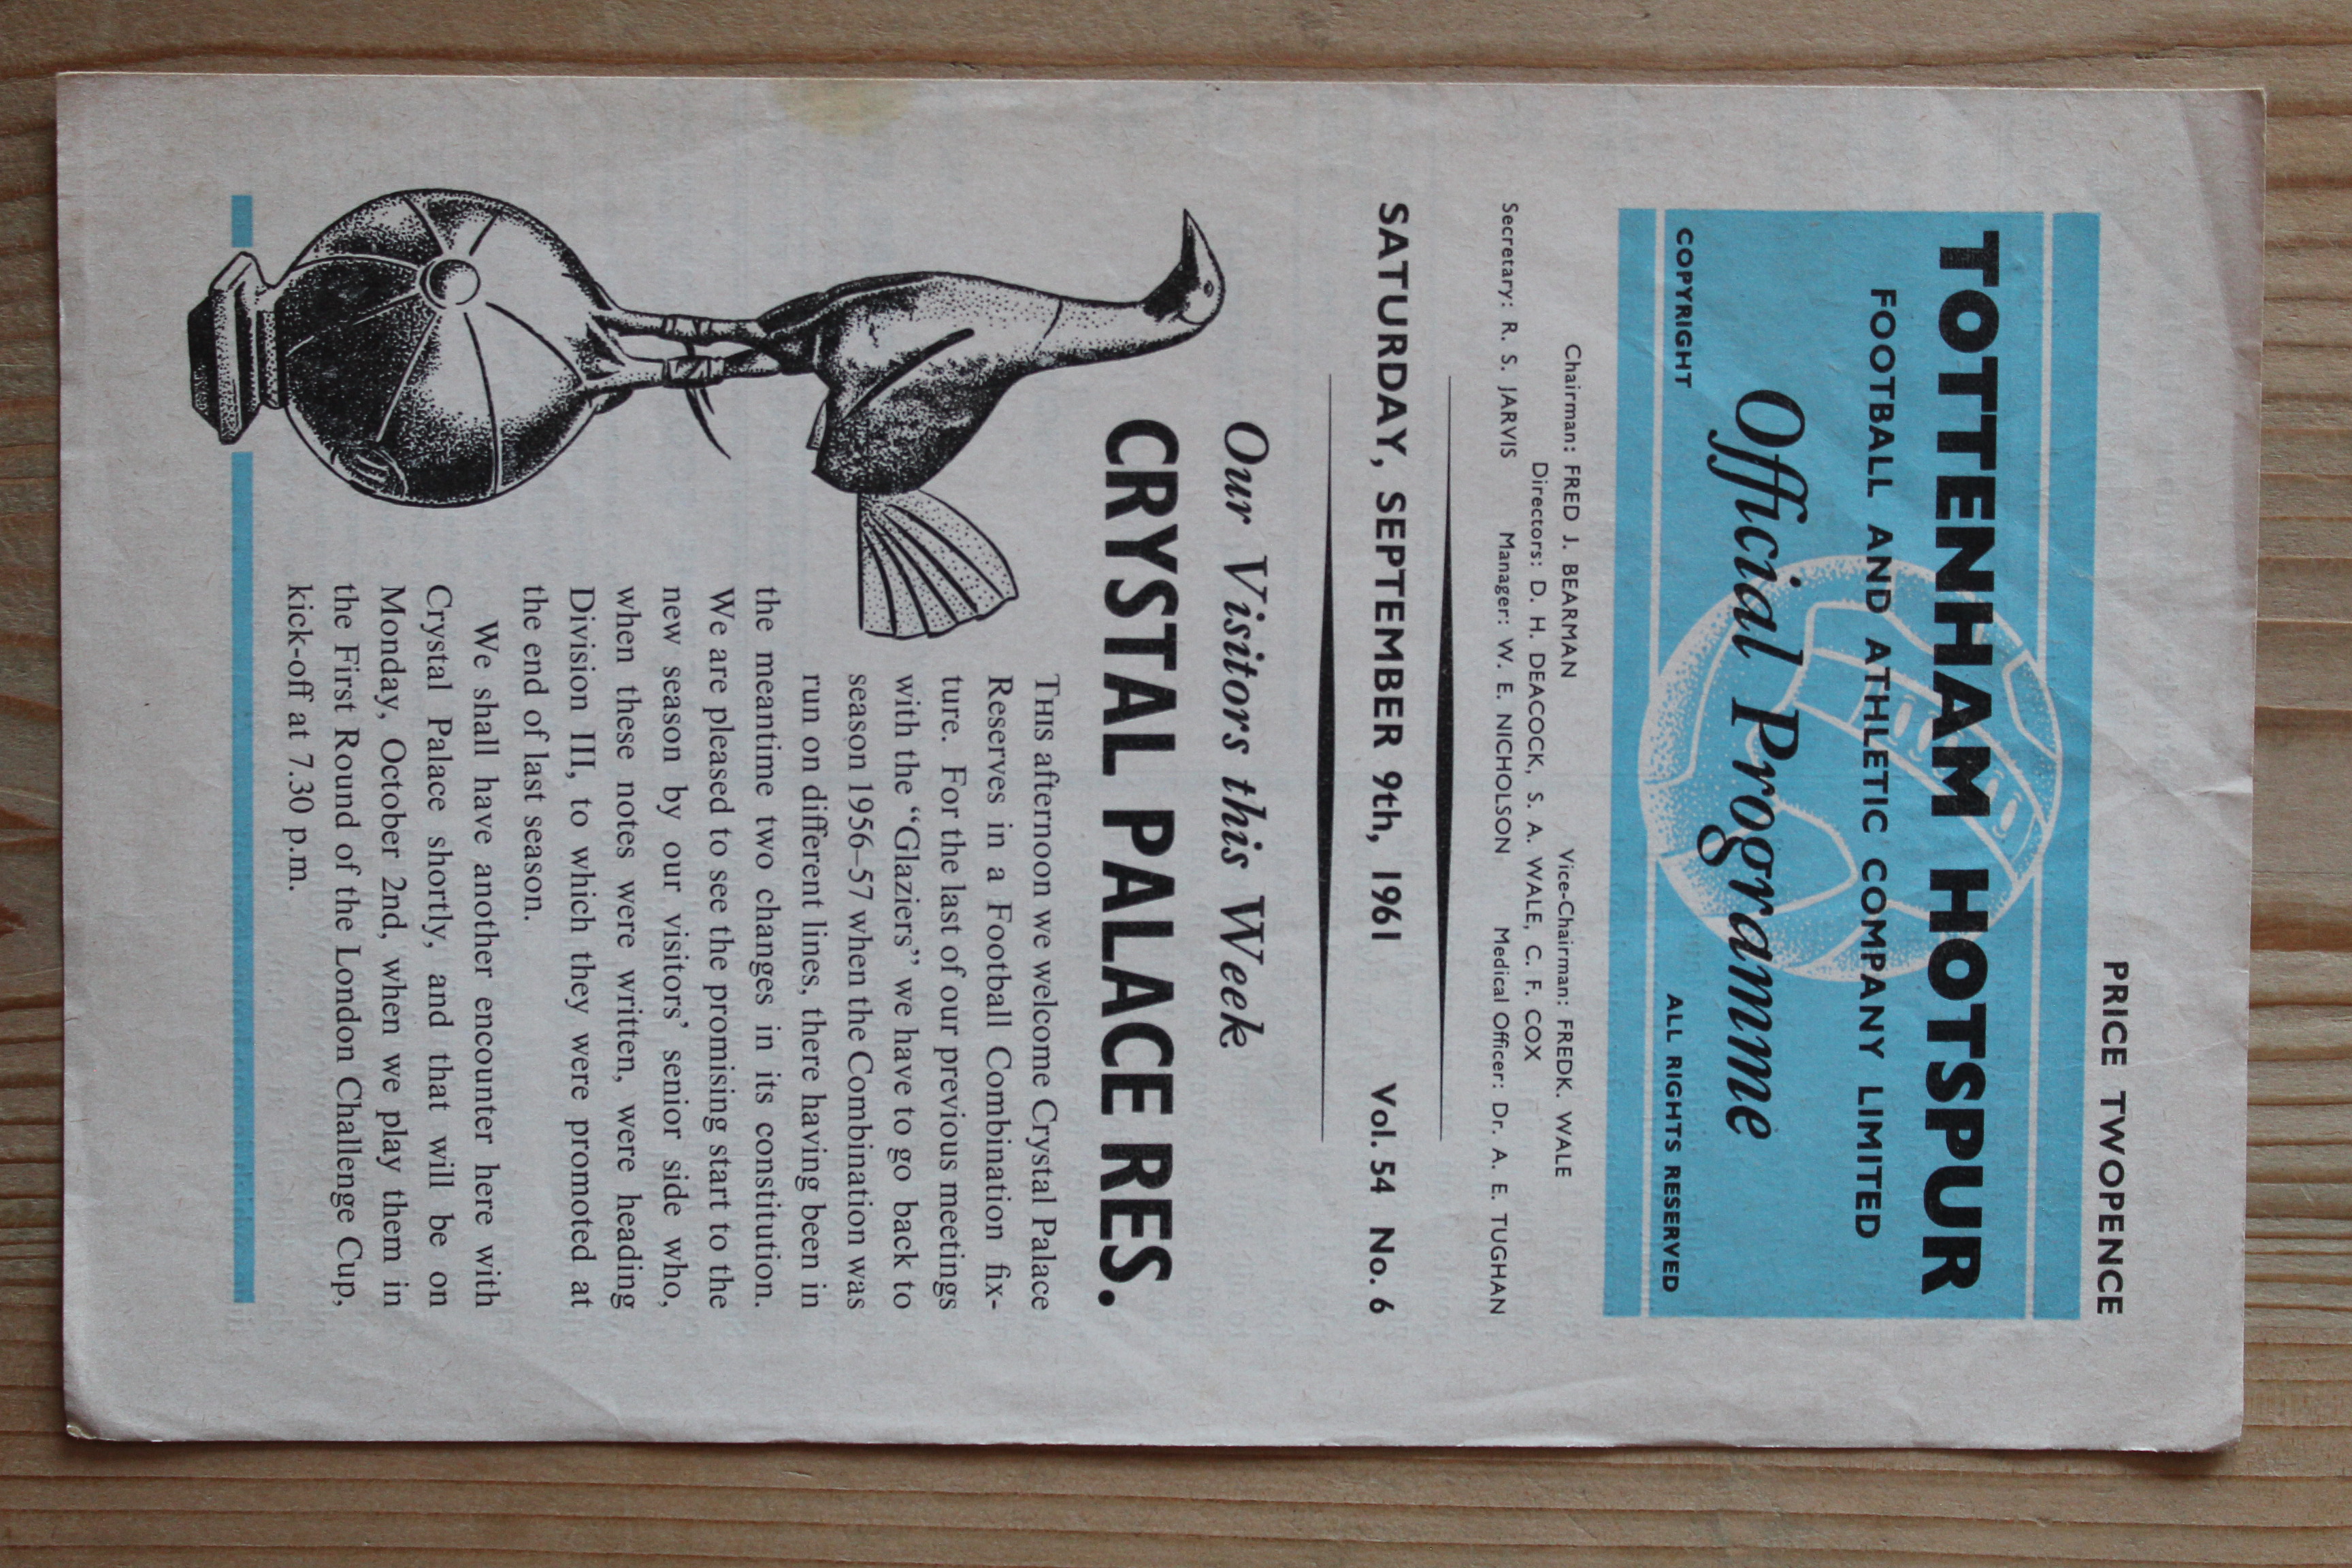 PRICE TWOPENCE
TOTTENHAM HOTSPUR
FOOTBALL AND ATHLETIC COMPANY LIMITED
Official Programme
COPYRIGHT ALL RIGHTS RESERVED
Chairman: FRED J. BEARMAN Vice-Chairman: FREDK. WALE
Directors: D. H. DEACOCK, S. A. WALE, C. F. COX
Secretary: R. S. JARVIS Manager: W. E. NICHOLSON Medical Officer: Dr. A. E. TUGHAN
SATURDAY, SEPTEMBER 9th, 1961 Vol. 54 No. 6
Our Visitors this Week
CRYSTAL PALACE RES.
THIS afternoon we welcome Crystal Palace
Reserves in a Football Combination fix-
ture. For the last of our previous meetings
with the “Glaziers” we have to go back to
season 1956–57 when the Combination was
run on different lines, there having been in
the meantime two changes in its constitution.
We are pleased to see the promising start to the
new season by our visitors’ senior side who,
when these notes were written, were heading
Division III, to which they were promoted at
the end of last season.
We shall have another encounter here with
Crystal Palace shortly, and that will be on
Monday, October 2nd, when we play them in
the First Round of the London Challenge Cup,
kick-off at 7.30 p.m.